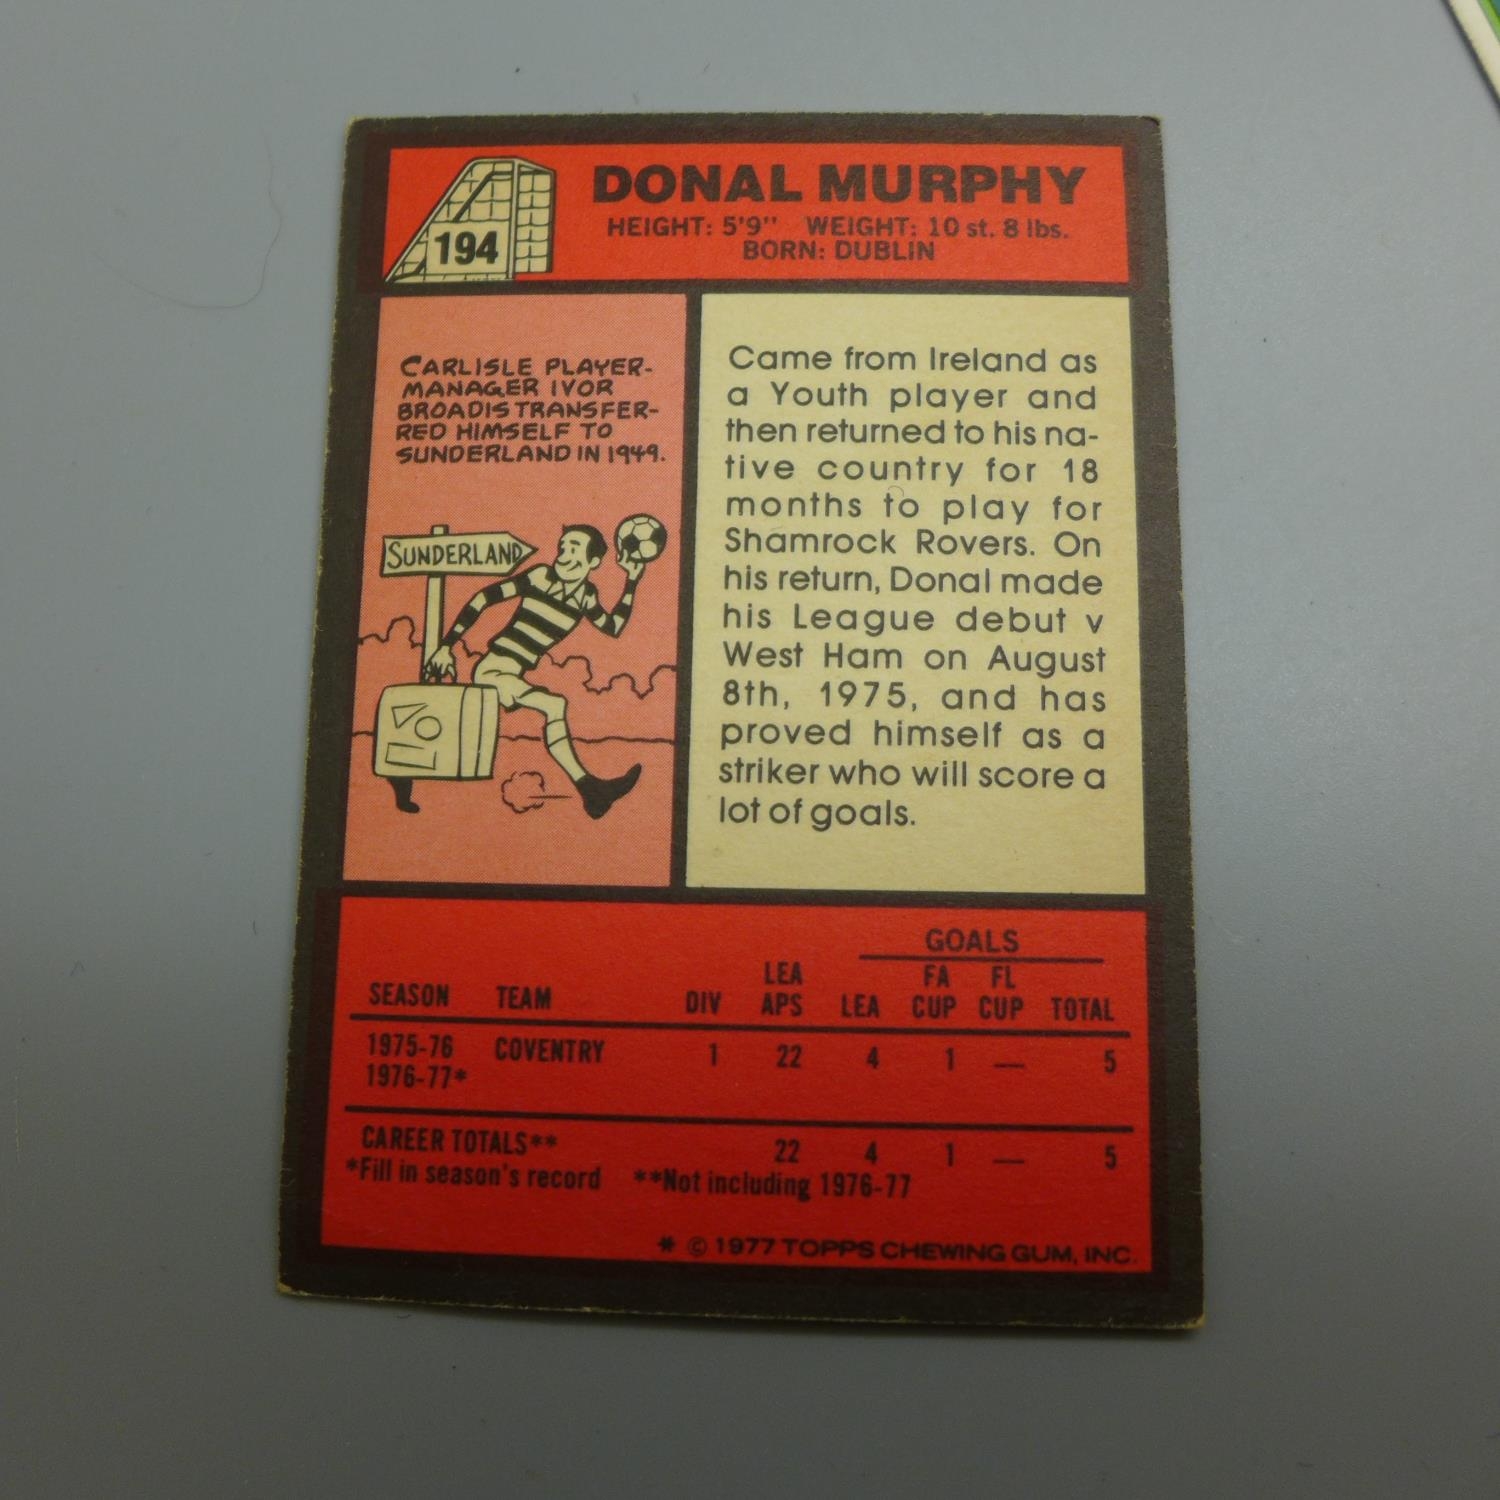 194
DONAL MURPHY
HEIGHT: 5'9" WEIGHT: 10 st. 8 lbs.
BORN: DUBLIN
CARLISLE PLAYER-
MANAGER IVOR
BROADIS TRANSFER-
RED HIMSELF TO
SUNDERLAND IN 1949.
SUNDERLAND
Came from Ireland as
a Youth player and
then returned to his na-
tive country for 18
months to play for
Shamrock Rovers. On
his return, Donal made
his League debut v
West Ham on August
8th, 1975, and has
proved himself as a
striker who will score a
lot of goals.
GOALS
SEASON TEAM DIV LEA APS LEA FA CUP FL CUP TOTAL
1975-76 COVENTRY 1 22 4 1 — 5
1976-77*
CAREER TOTALS** 22 4 1 — 5
*Fill in season's record **Not including 1976-77
* © 1977 TOPPS CHEWING GUM, INC.